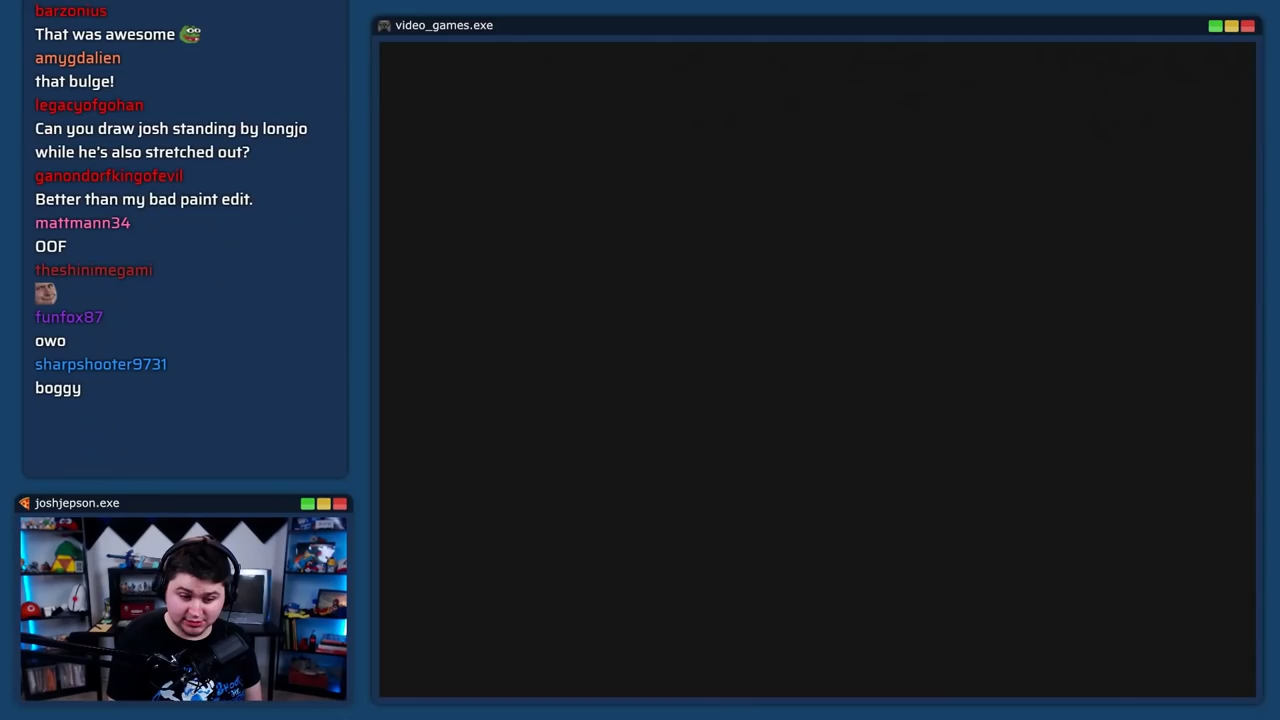 barzonius
That was awesome
amygdalien
that bulge!
legacyofgohan
Can you draw josh standing by longjo
while he's also stretched out?
ganondorfkingofevil
Better than my bad paint edit.
mattmann34
OOF
theshinimegami
funfox87
owo
sharpshooter9731
boggy
joshjepson.exe
video_games.exe